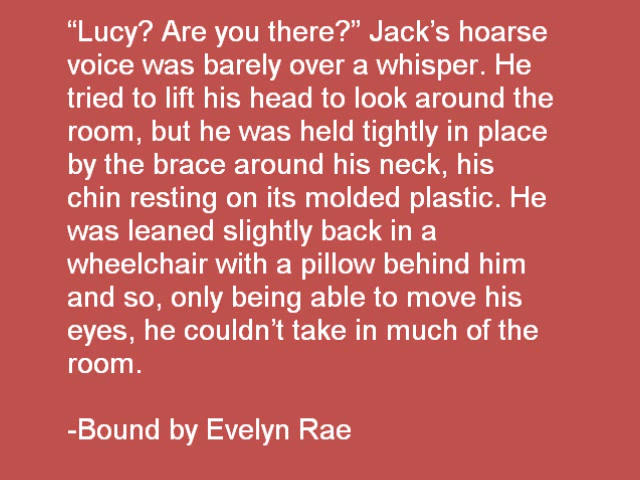 “Lucy? Are you there?” Jack’s hoarse
voice was barely over a whisper. He
tried to lift his head to look around the
room, but he was held tightly in place
by the brace around his neck, his
chin resting on its molded plastic. He
was leaned slightly back in a
wheelchair with a pillow behind him
and so, only being able to move his
eyes, he couldn’t take in much of the
room.
-Bound by Evelyn Rae